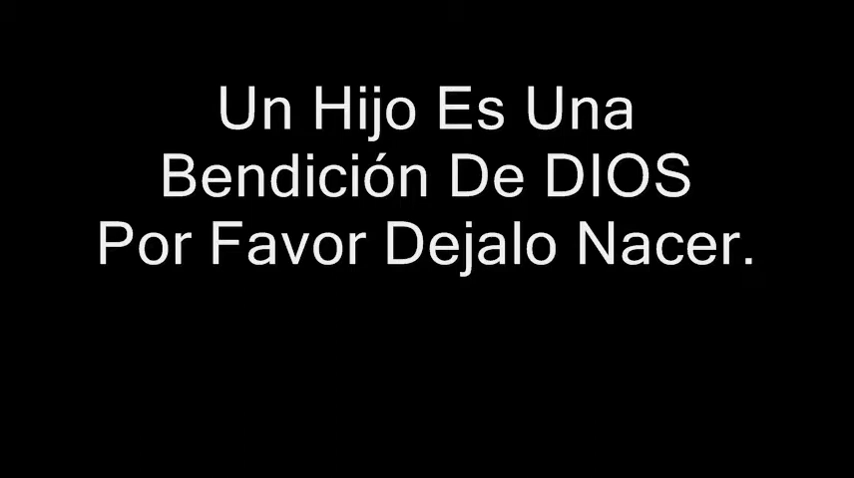 Un Hijo Es Una
Bendición De DIOS
Por Favor Dejalo Nacer.